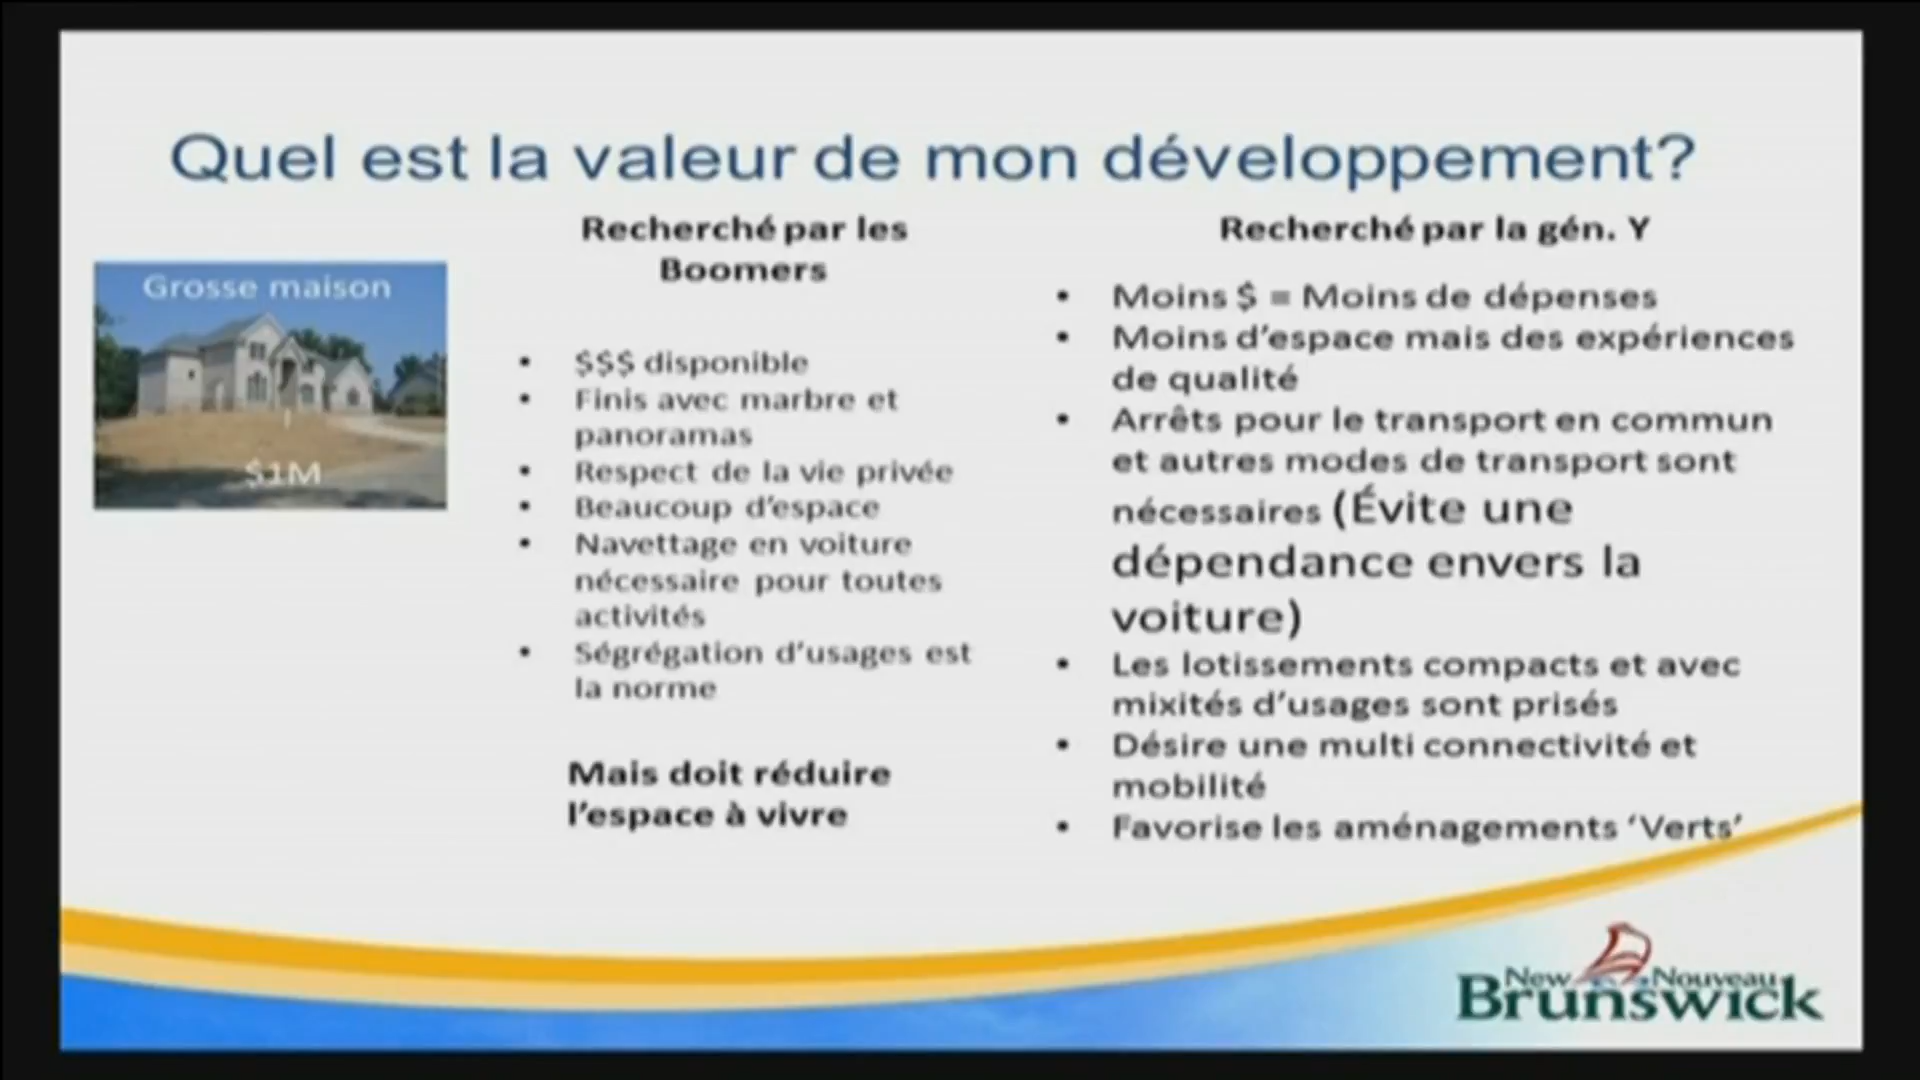 Quel est la valeur de mon développement?
Grosse maison
$1M
Recherché par les
Boomers
• $$$ disponible
• Finis avec marbre et
panoramas
• Respect de la vie privée
• Beaucoup d'espace
• Navettage en voiture
nécessaire pour toutes
activités
• Ségrégation d'usages est
la norme
Mais doit réduire
l'espace à vivre
Recherché par la gén. Y
• Moins $ = Moins de dépenses
• Moins d'espace mais des expériences
de qualité
• Arrêts pour le transport en commun
et autres modes de transport sont
nécessaires (Évite une
dépendance envers la
voiture)
• Les lotissements compacts et avec
mixités d'usages sont prisés
• Désire une multi connectivité et
mobilité
• Favorise les aménagements ‘Verts’
New Nouveau
Brunswick